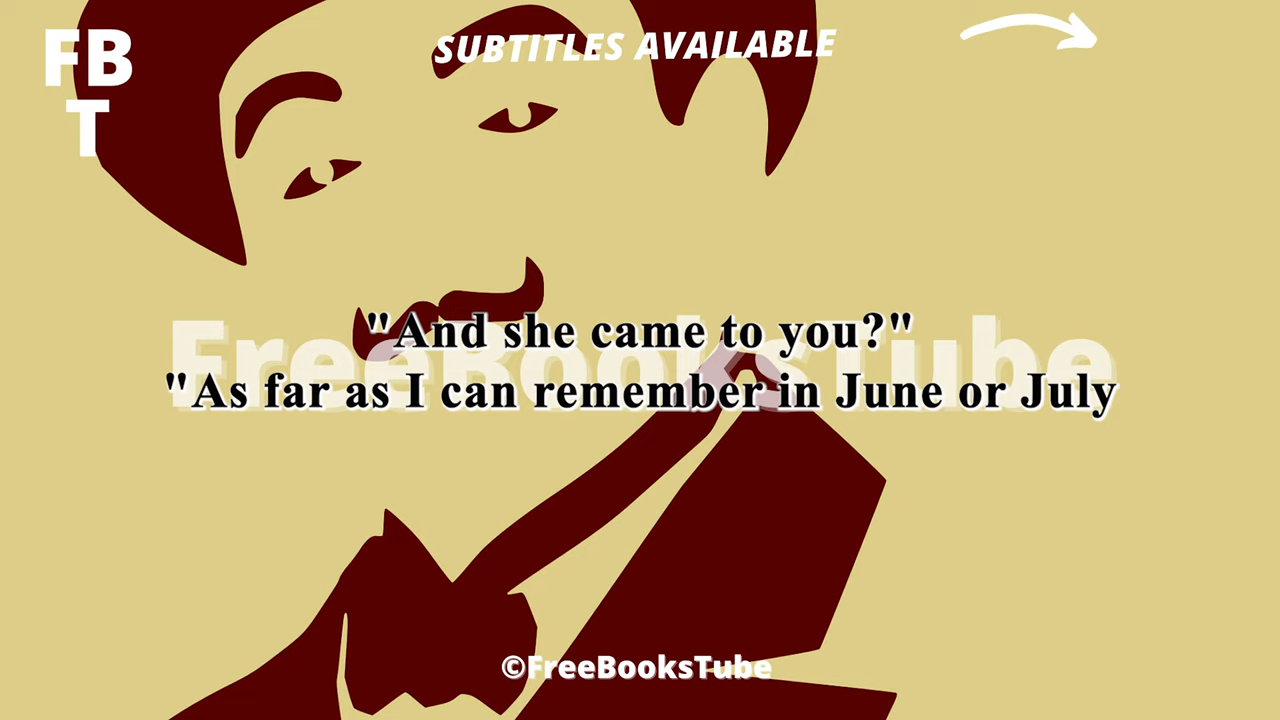 FB
T
SUBTITLES AVAILABLE
FreeBooksTube
"And she came to you?"
"As far as I can remember in June or July
©FreeBooksTube